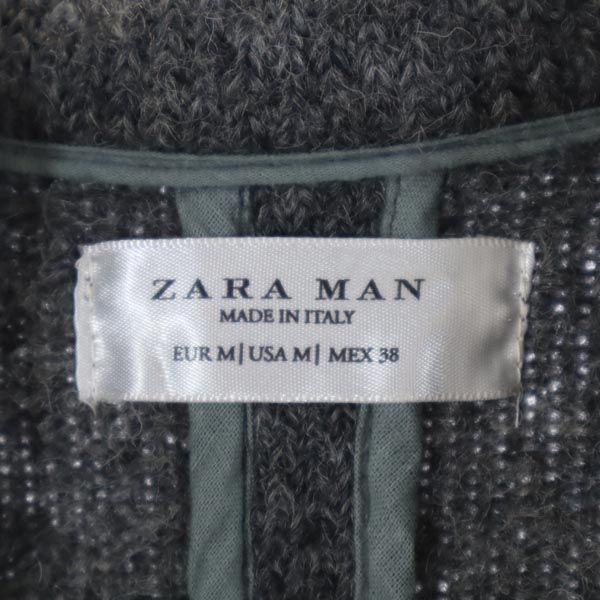 ZARA MAN
MADE IN ITALY
EUR M| USA M| MEX 38